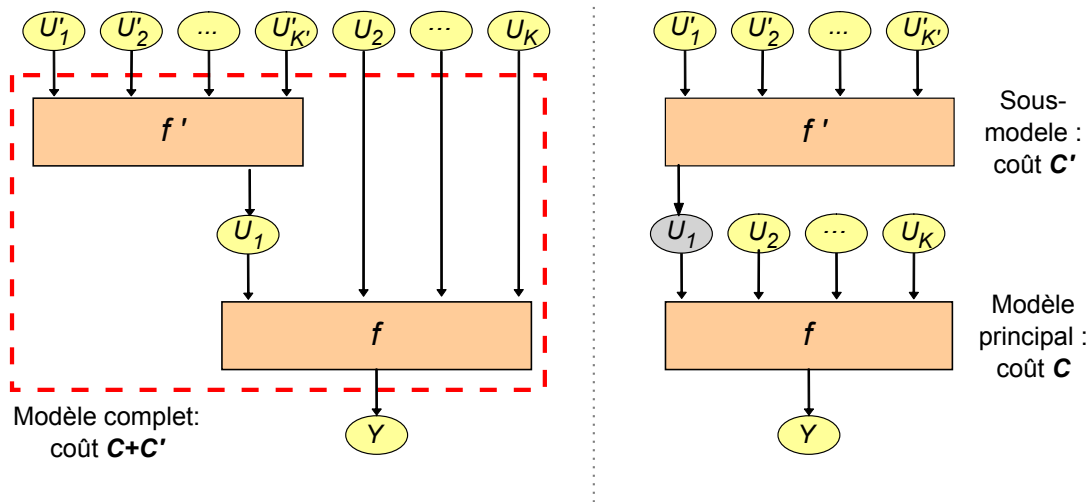 U'1 U'2 ... U'K' U2 ... UK
f '
U1
f
Y
Modèle complet:
coût C+C'
U'1 U'2 ... U'K'
f '
Sous-
modele :
coût C'
U1 U2 ... UK
f
Modèle
principal :
coût C
Y